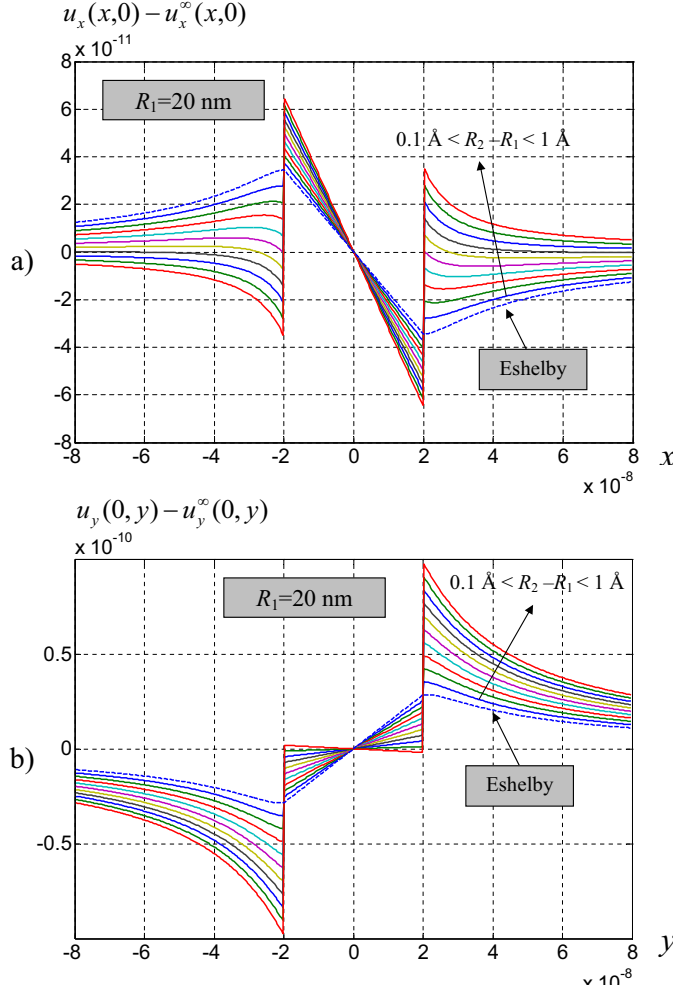 u_x(x,0) − u_x^∞(x,0)
x 10^-11
8
6
4
2
0
-2
-4
-6
-8
R_1=20 nm
0.1 Å < R_2 –R_1 < 1 Å
Eshelby
a)
-8 -6 -4 -2 0 2 4 6 8
x
x 10^-8
u_y(0, y) − u_y^∞(0, y)
x 10^-10
0.5
0
-0.5
R_1=20 nm
0.1 Å < R_2 –R_1 < 1 Å
Eshelby
b)
-8 -6 -4 -2 0 2 4 6 8
y
x 10^-8